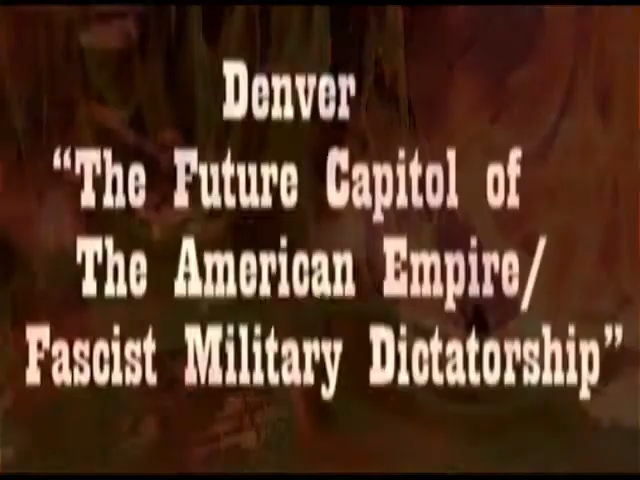 Denver
“The Future Capitol of
The American Empire/
Fascist Military Dictatorship”